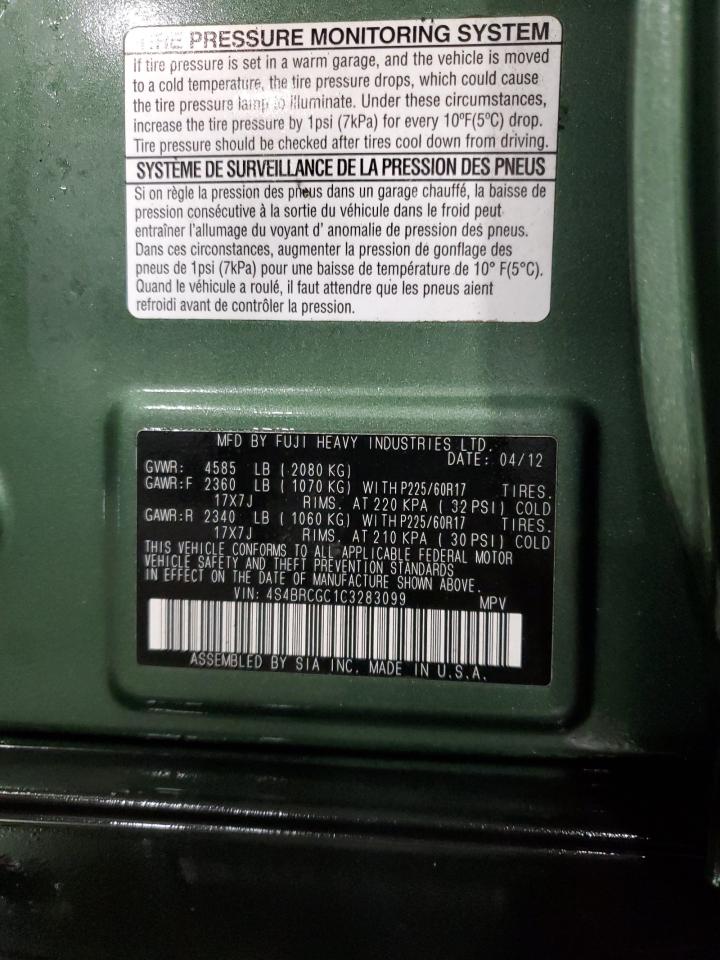 TIRE PRESSURE MONITORING SYSTEM
If tire pressure is set in a warm garage, and the vehicle is moved
to a cold temperature, the tire pressure drops, which could cause
the tire pressure lamp to illuminate. Under these circumstances,
increase the tire pressure by 1psi (7kPa) for every 10°F(5°C) drop.
Tire pressure should be checked after tires cool down from driving.
SYSTÈME DE SURVEILLANCE DE LA PRESSION DES PNEUS
Si on règle la pression des pneus dans un garage chauffé, la baisse de
pression consécutive à la sortie du véhicule dans le froid peut
entraîner l'allumage du voyant d' anomalie de pression des pneus.
Dans ces circonstances, augmenter la pression de gonflage des
pneus de 1psi (7kPa) pour une baisse de température de 10° F(5°C).
Quand le véhicule a roulé, il faut attendre que les pneus aient
refroidi avant de contrôler la pression.
MFD BY FUJI HEAVY INDUSTRIES LTD.
DATE: 04/12
GVWR: 4585 LB ( 2080 KG)
GAWR:F 2360 LB ( 1070 KG) WITH P225/60R17 TIRES.
17X7J RIMS. AT 220 KPA ( 32 PSI) COLD
GAWR:R 2340 LB ( 1060 KG) WITH P225/60R17 TIRES.
17X7J RIMS. AT 210 KPA ( 30 PSI) COLD
THIS VEHICLE CONFORMS TO ALL APPLICABLE FEDERAL MOTOR
VEHICLE SAFETY AND THEFT PREVENTION STANDARDS
IN EFFECT ON THE DATE OF MANUFACTURE SHOWN ABOVE.
VIN: 4S4BRCGC1C3283099 MPV
ASSEMBLED BY SIA INC. MADE IN U.S.A.